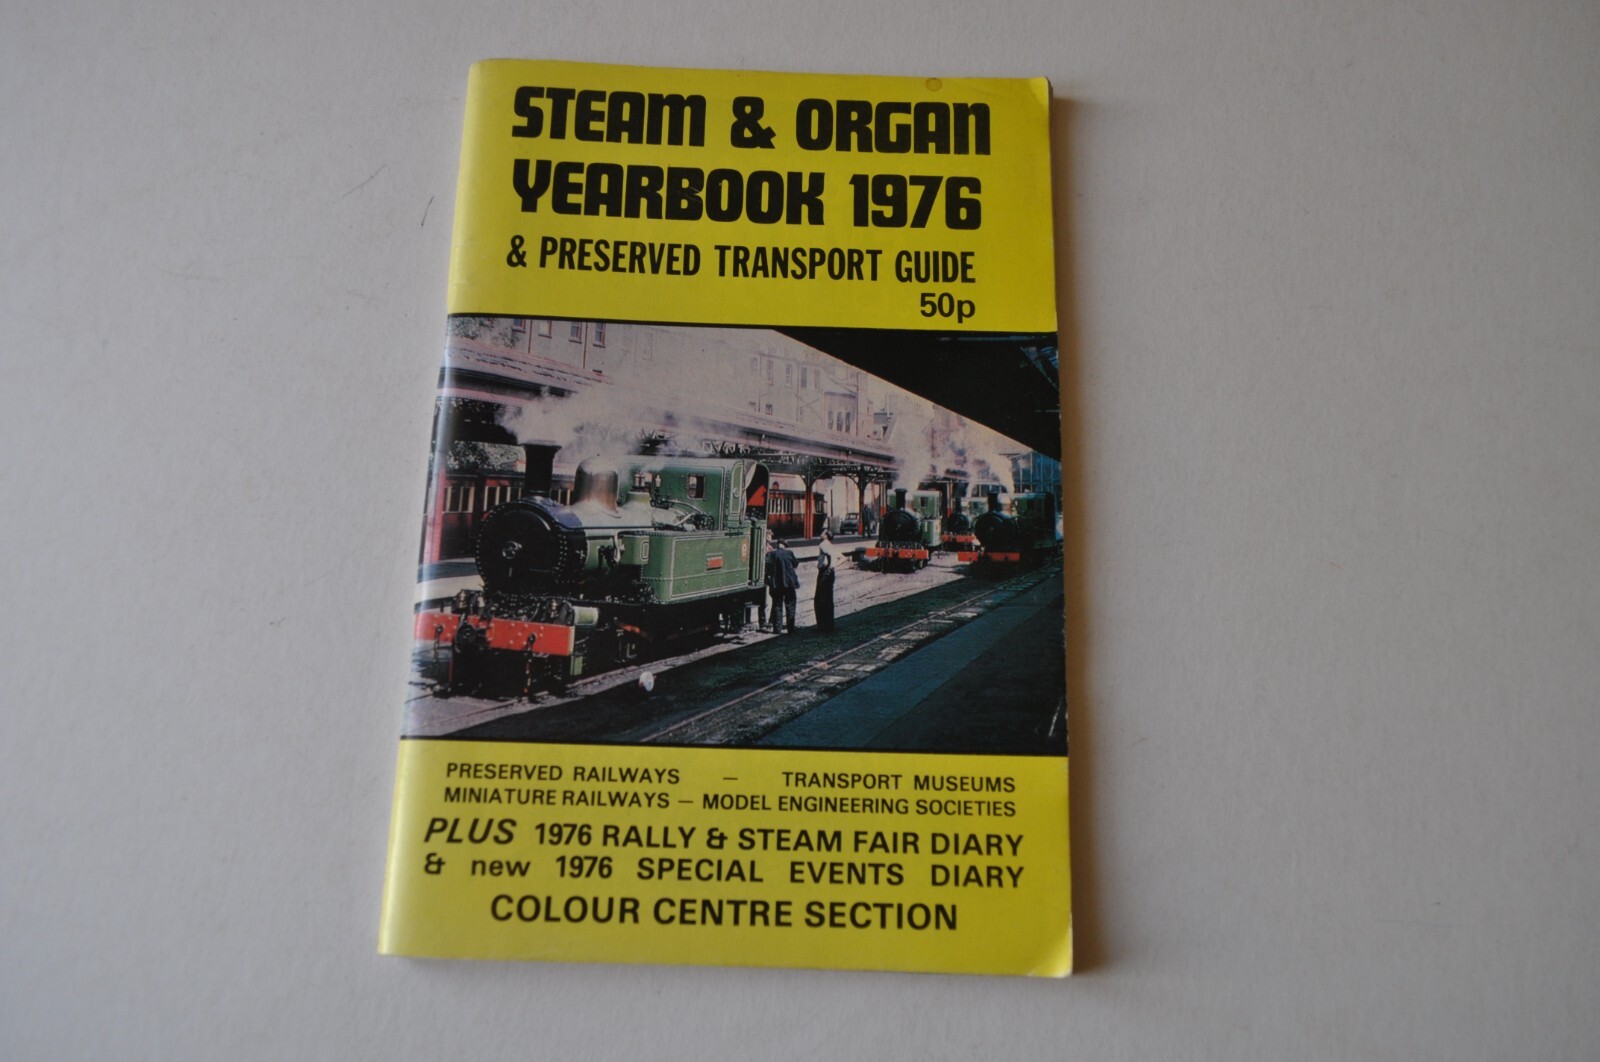 STEAM & ORGAN
YEARBOOK 1976
& PRESERVED TRANSPORT GUIDE
50p
PRESERVED RAILWAYS — TRANSPORT MUSEUMS
MINIATURE RAILWAYS — MODEL ENGINEERING SOCIETIES
PLUS 1976 RALLY & STEAM FAIR DIARY
& new 1976 SPECIAL EVENTS DIARY
COLOUR CENTRE SECTION